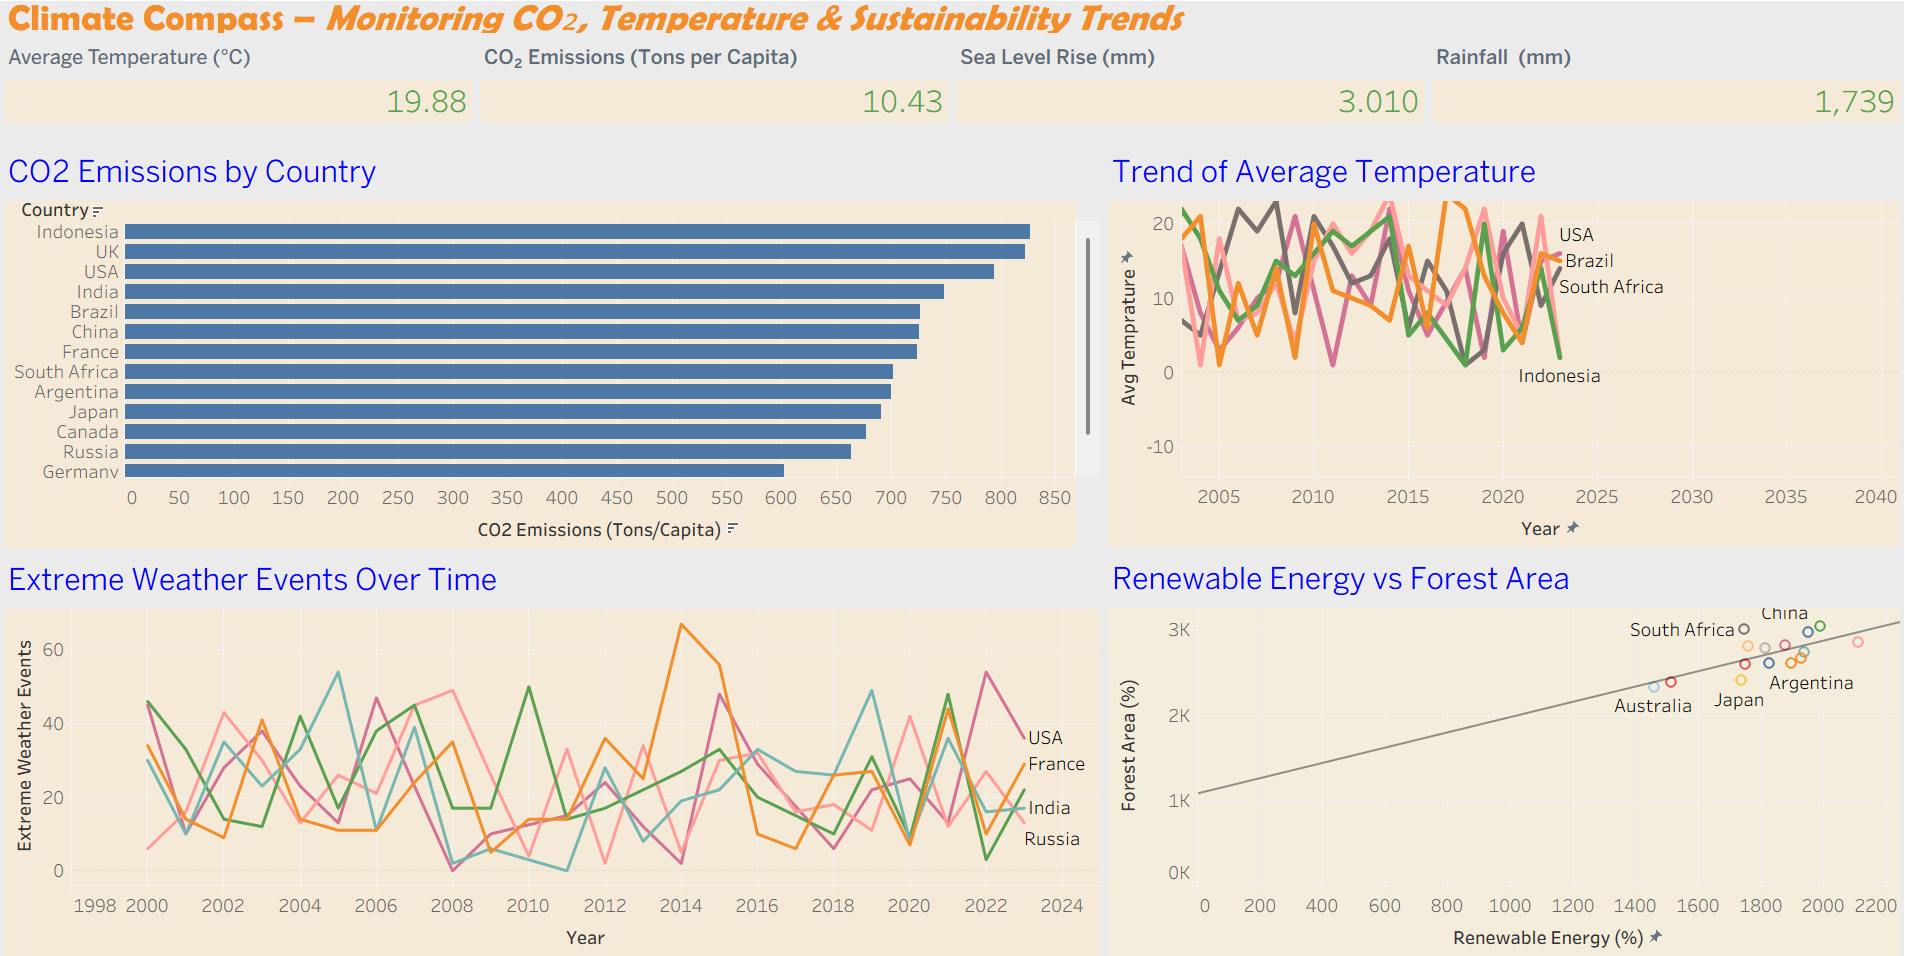 Climate Compass – Monitoring CO₂, Temperature & Sustainability Trends
Average Temperature (°C)
CO₂ Emissions (Tons per Capita)
Sea Level Rise (mm)
Rainfall (mm)
19.88
10.43
3.010
1,739
CO2 Emissions by Country
Country
Indonesia
UK
USA
India
Brazil
China
France
South Africa
Argentina
Japan
Canada
Russia
Germany
0 50 100 150 200 250 300 350 400 450 500 550 600 650 700 750 800 850
CO2 Emissions (Tons/Capita)
Trend of Average Temperature
Avg Temprature
20
10
0
-10
USA
Brazil
South Africa
Indonesia
2005 2010 2015 2020 2025 2030 2035 2040
Year
Extreme Weather Events Over Time
Extreme Weather Events
60
40
20
0
USA
France
India
Russia
1998 2000 2002 2004 2006 2008 2010 2012 2014 2016 2018 2020 2022 2024
Year
Renewable Energy vs Forest Area
Forest Area (%)
3K
2K
1K
0K
China
South Africa
Argentina
Australia
Japan
0 200 400 600 800 1000 1200 1400 1600 1800 2000 2200
Renewable Energy (%)